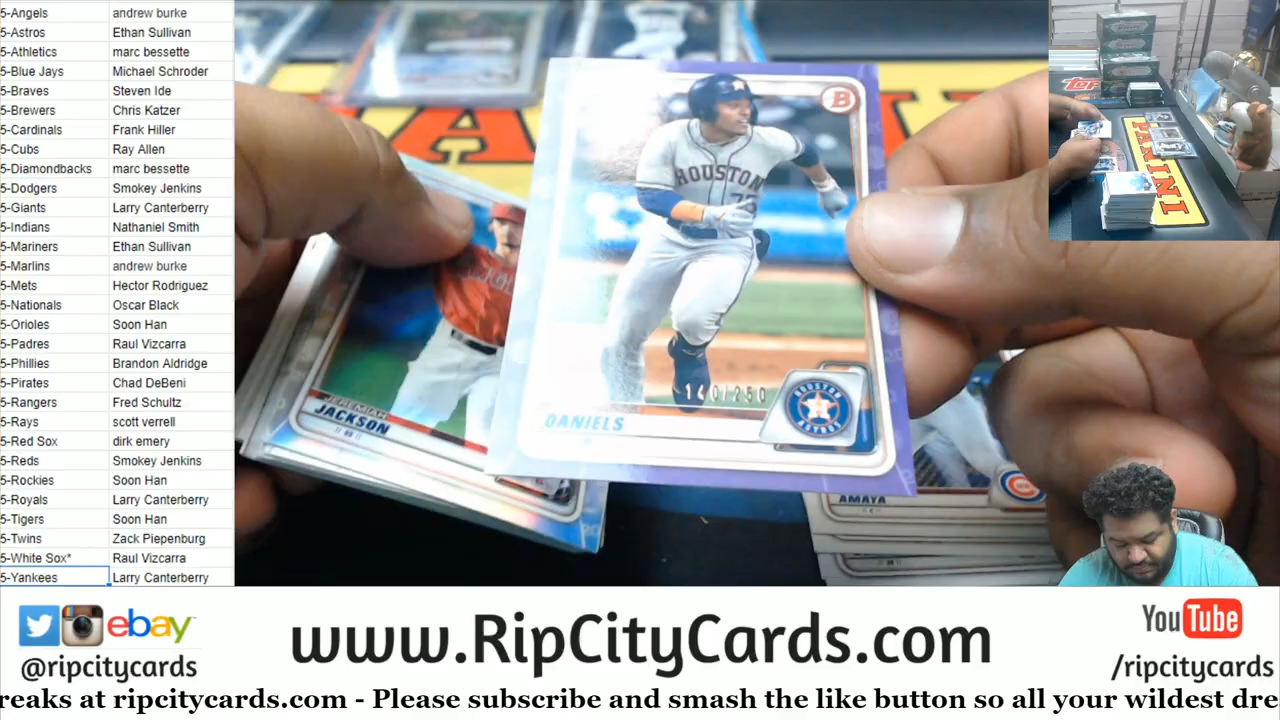 5-Angels andrew burke
5-Astros Ethan Sullivan
5-Athletics marc bessette
5-Blue Jays Michael Schroder
5-Braves Steven Ide
5-Brewers Chris Katzer
5-Cardinals Frank Hiller
5-Cubs Ray Allen
5-Diamondbacks marc bessette
5-Dodgers Smokey Jenkins
5-Giants Larry Canterberry
5-Indians Nathaniel Smith
5-Mariners Ethan Sullivan
5-Marlins andrew burke
5-Mets Hector Rodriguez
5-Nationals Oscar Black
5-Orioles Soon Han
5-Padres Raul Vizcarra
5-Phillies Brandon Aldridge
5-Pirates Chad DeBeni
5-Rangers Fred Schultz
5-Rays scott verrell
5-Red Sox dirk emery
5-Reds Smokey Jenkins
5-Rockies Soon Han
5-Royals Larry Canterberry
5-Tigers Soon Han
5-Twins Zack Piepenburg
5-White Sox* Raul Vizcarra
5-Yankees Larry Canterberry
B
HOUSTON
140/250
DANIELS
HOUSTON
ASTROS
JEREMIAH
JACKSON
AMAYA
PANINI
ebay
@ripcitycards
www.RipCityCards.com
YouTube
/ripcitycards
reaks at ripcitycards.com - Please subscribe and smash the like button so all your wildest dre